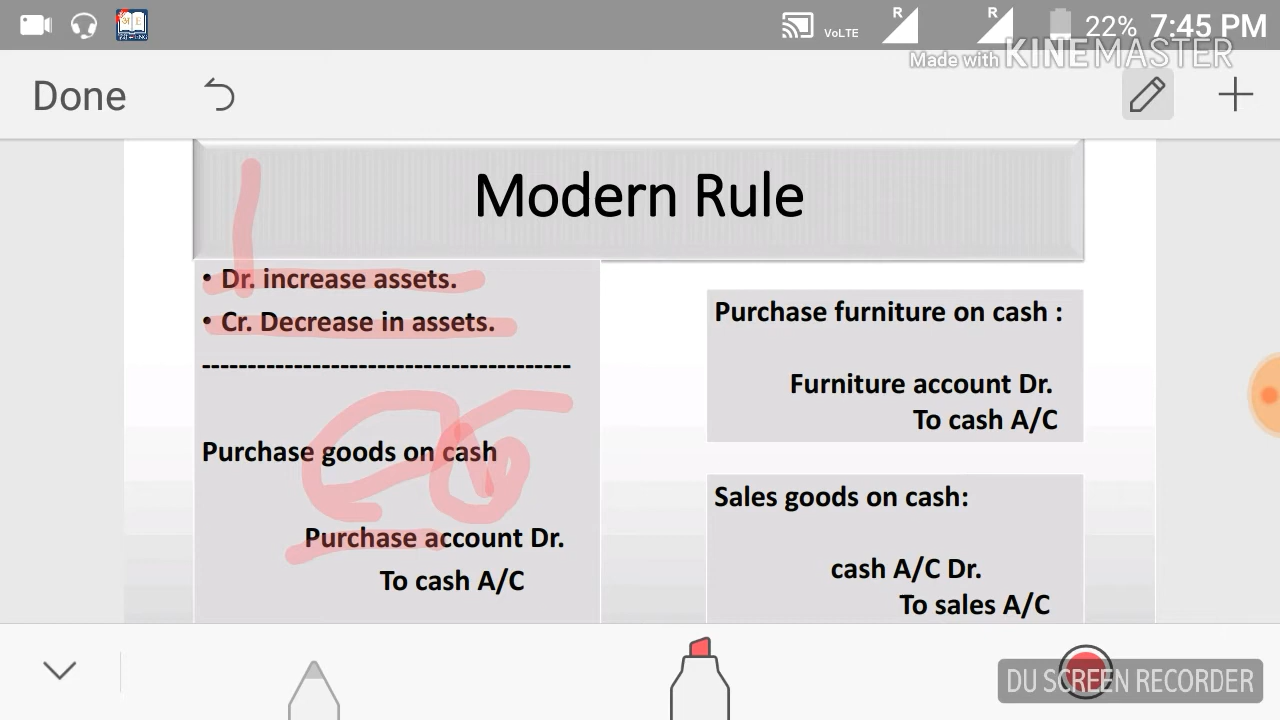 R
R
VoLTE
22% 7:45 PM
Made with KINEMASTER
Done
Modern Rule
• Dr. increase assets.
• Cr. Decrease in assets.
----------------------------------------
Purchase goods on cash
Purchase account Dr.
To cash A/C
Purchase furniture on cash :
Furniture account Dr.
To cash A/C
Sales goods on cash:
cash A/C Dr.
To sales A/C
DU SCREEN RECORDER